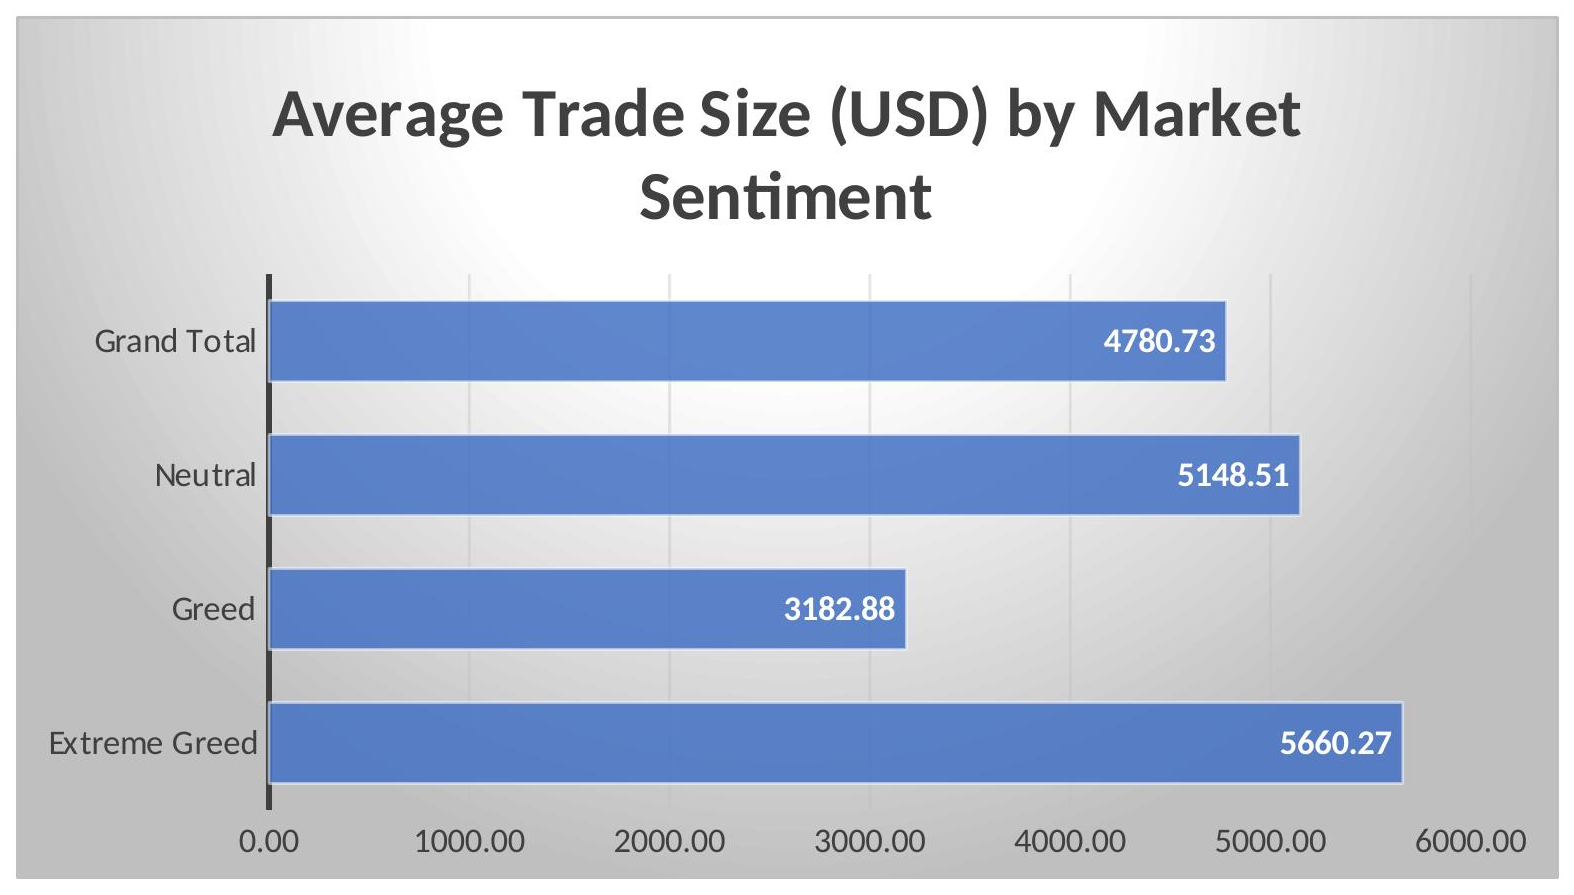 Average Trade Size (USD) by Market
Sentiment
Grand Total
4780.73
Neutral
5148.51
Greed
3182.88
Extreme Greed
5660.27
0.00 1000.00 2000.00 3000.00 4000.00 5000.00 6000.00